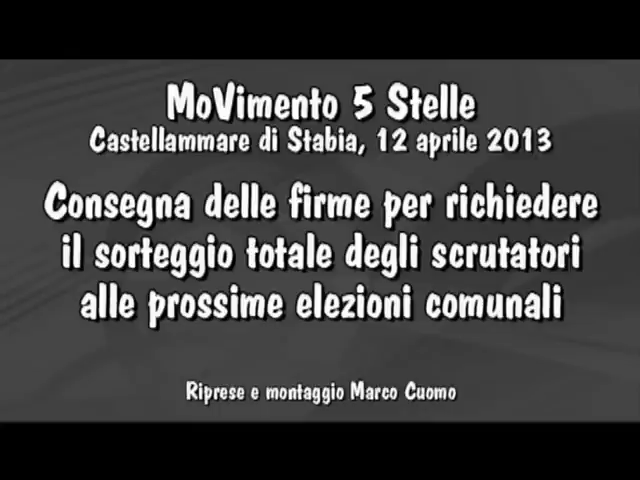 MoVimento 5 Stelle
Castellammare di Stabia, 12 aprile 2013
Consegna delle firme per richiedere
il sorteggio totale degli scrutatori
alle prossime elezioni comunali
Riprese e montaggio Marco Cuomo